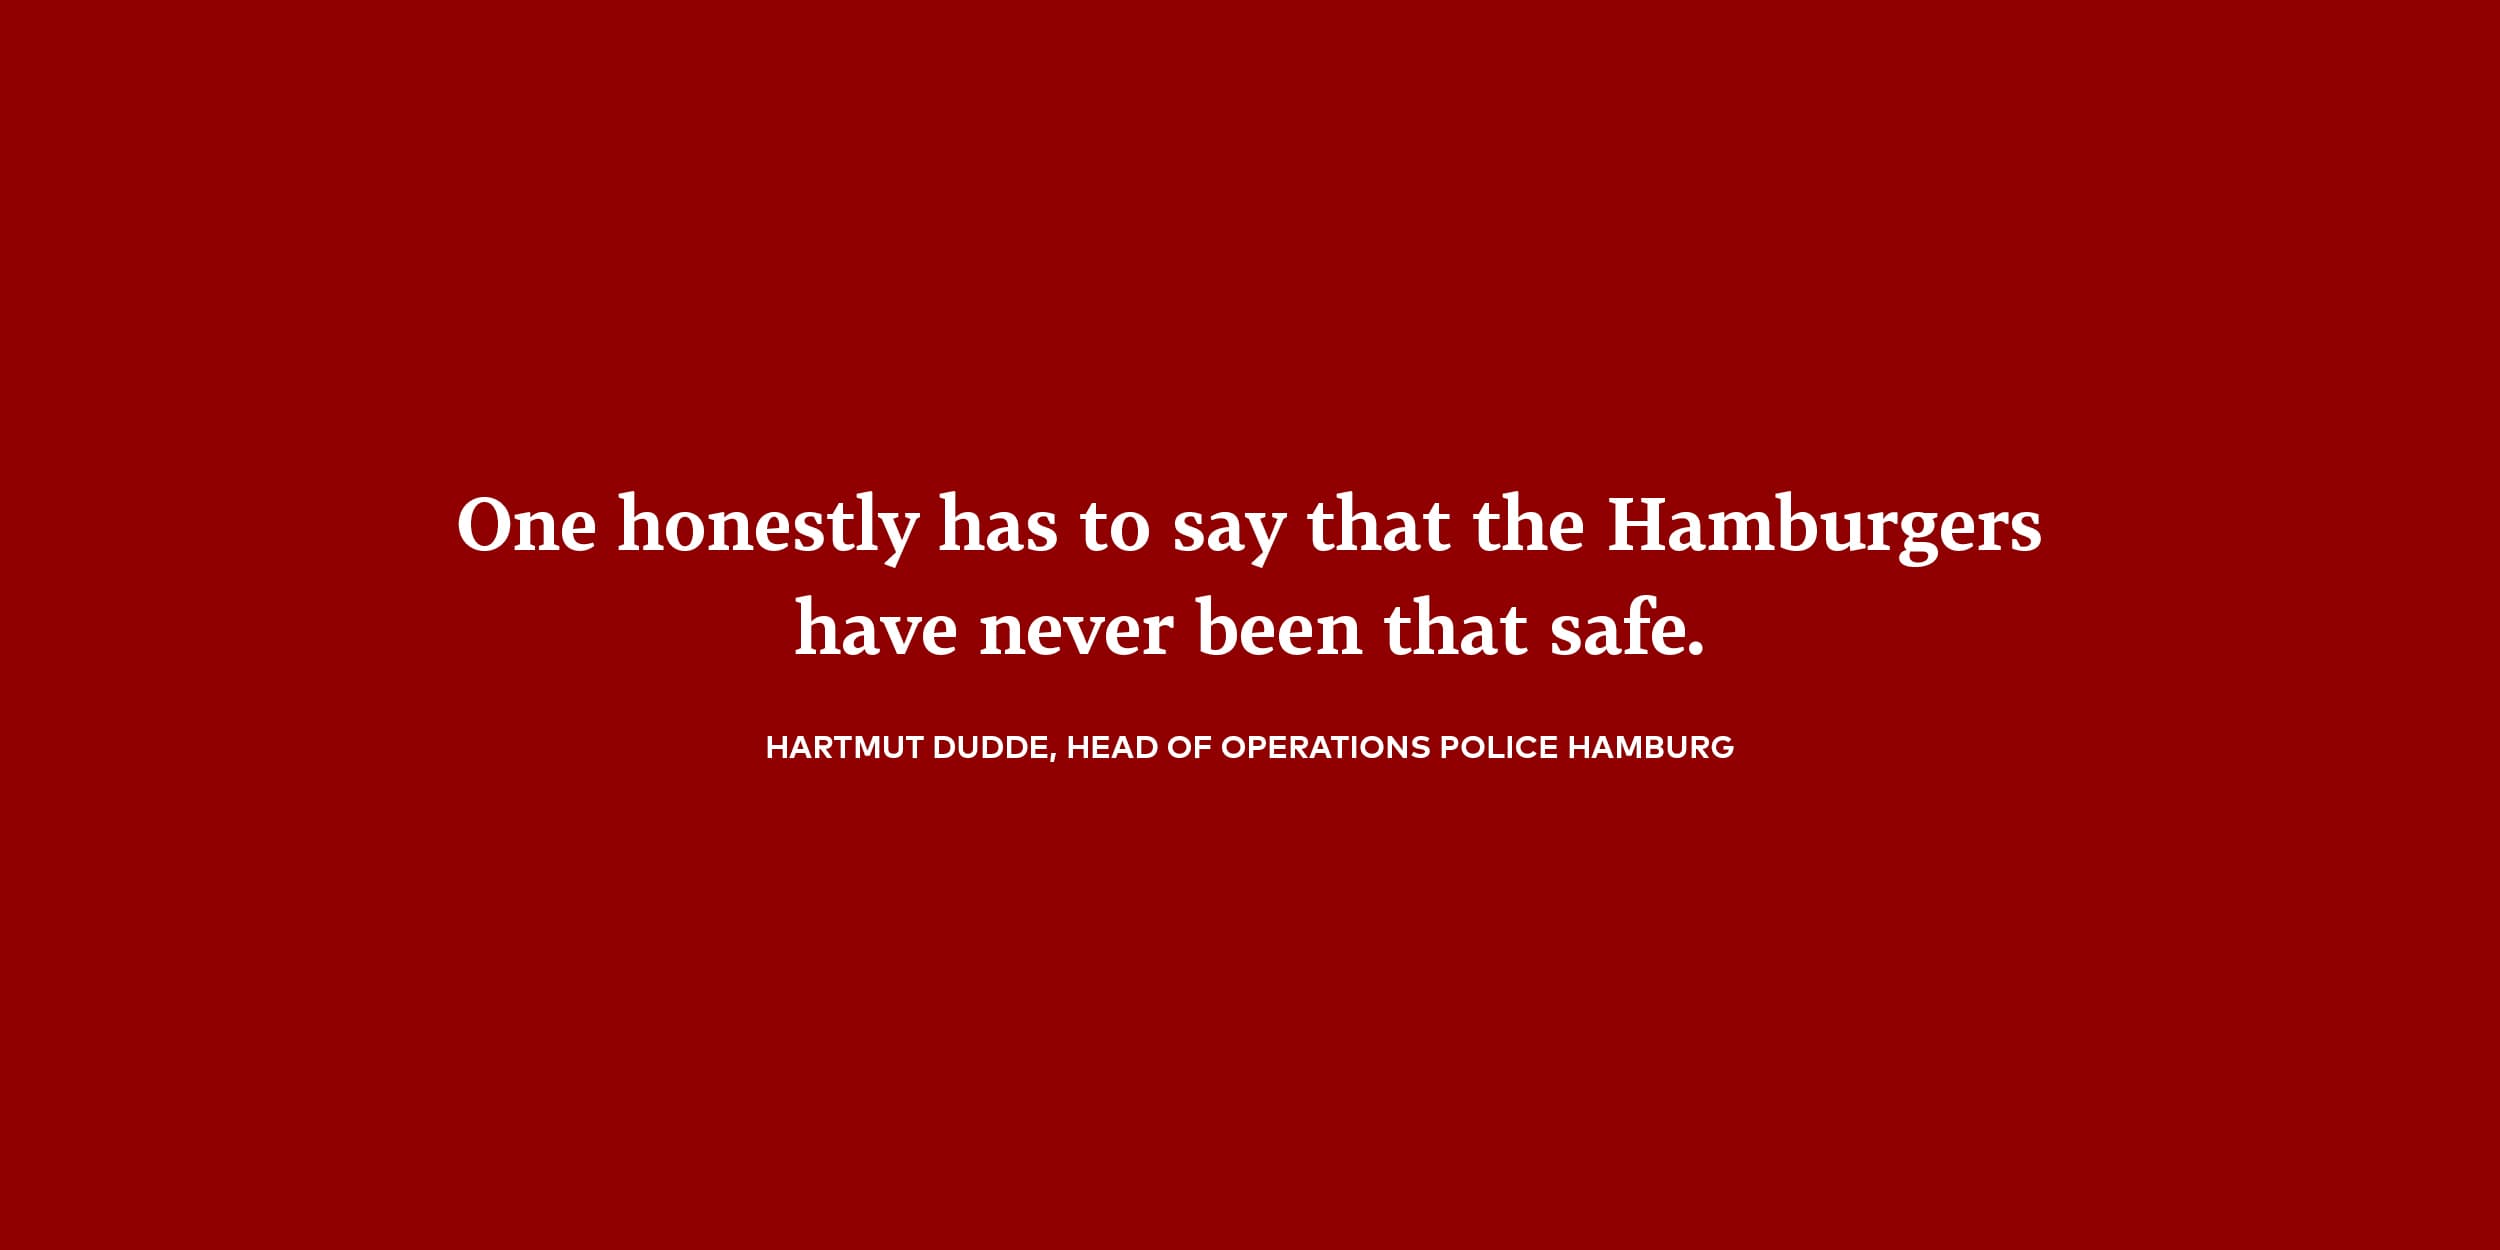 One honestly has to say that the Hamburgers
have never been that safe.
HARTMUT DUDDE, HEAD OF OPERATIONS POLICE HAMBURG